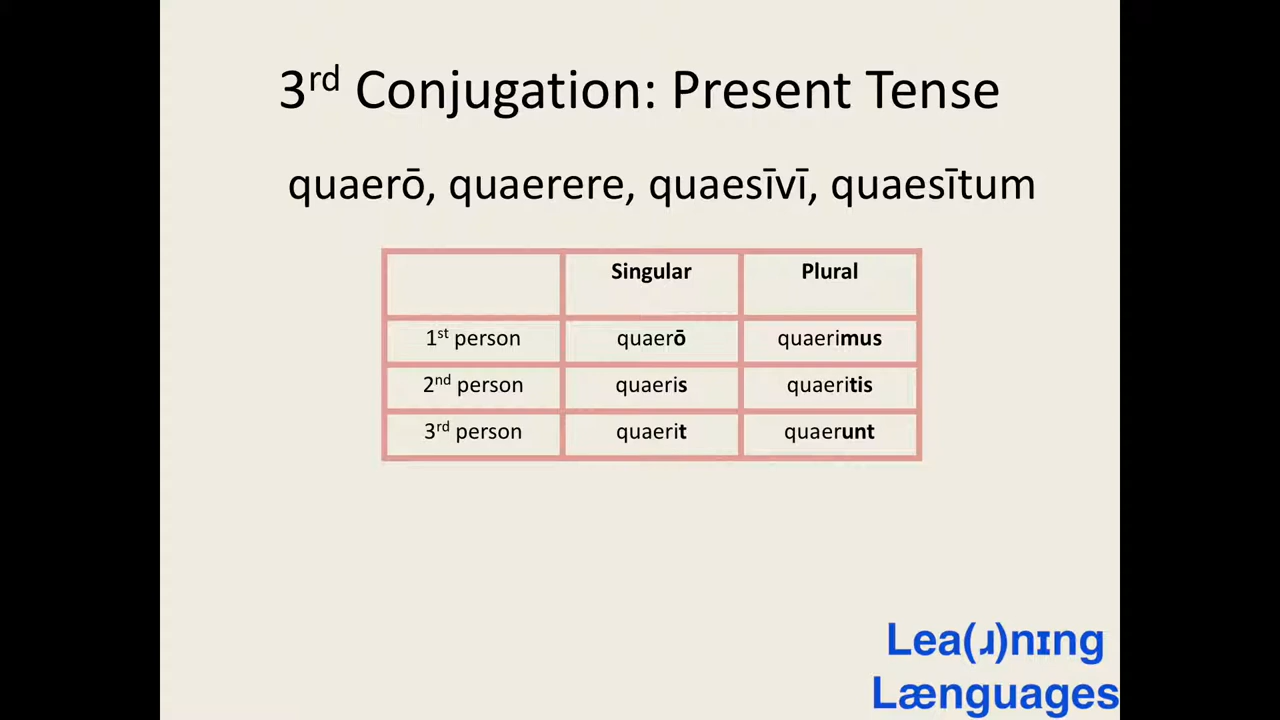 3rd Conjugation: Present Tense
quaerō, quaerere, quaesīvī, quaesītum
Singular Plural
1st person quaerō quaerimus
2nd person quaeris quaeritis
3rd person quaerit quaerunt
Lea(ɹ)nɪng
Længuages